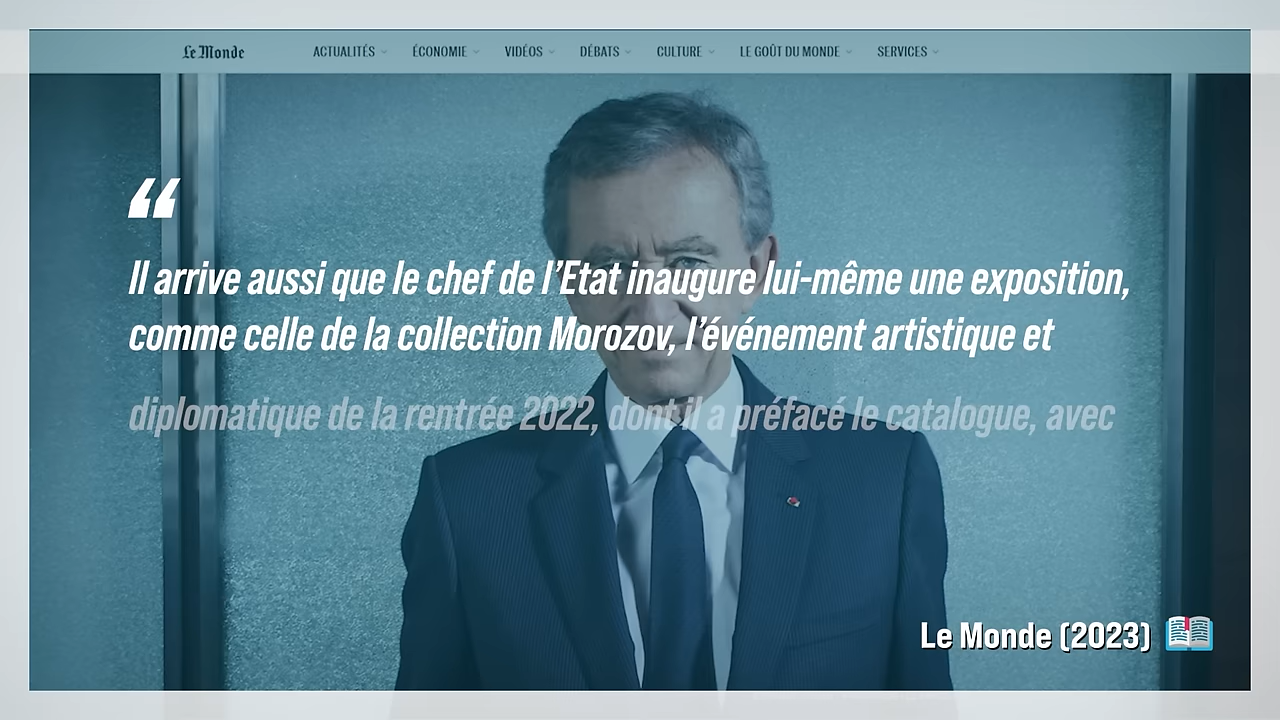 Le Monde
ACTUALITÉS ÉCONOMIE VIDÉOS DÉBATS CULTURE LE GOÛT DU MONDE SERVICES
“
Il arrive aussi que le chef de l’Etat inaugure lui-même une exposition,
comme celle de la collection Morozov, l’événement artistique et
diplomatique de la rentrée 2022, dont il a préfacé le catalogue, avec
Le Monde (2023)